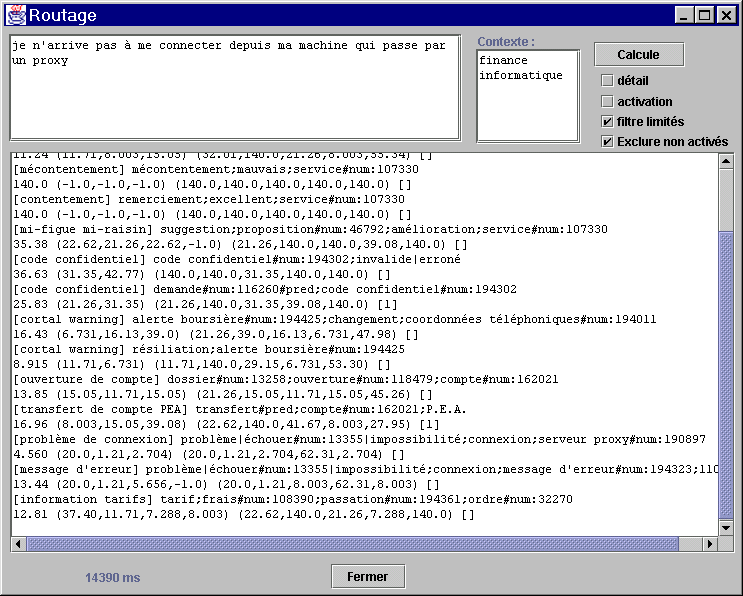 Routage
je n'arrive pas à me connecter depuis ma machine qui passe par
un proxy
Contexte :
finance
informatique
Calcule
détail
activation
filtre limités
Exclure non activés
11.24 (11.71,8.003,15.05) (32.01,140.0,21.26,8.003,55.34) []
[mécontentement] mécontentement;mauvais;service#num:107330
140.0 (-1.0,-1.0,-1.0) (140.0,140.0,140.0,140.0,140.0) []
[contentement] remerciement;excellent;service#num:107330
140.0 (-1.0,-1.0,-1.0) (140.0,140.0,140.0,140.0,140.0) []
[mi-figue mi-raisin] suggestion;proposition#num:46792;amélioration;service#num:107330
35.38 (22.62,21.26,22.62,-1.0) (21.26,140.0,140.0,39.08,140.0) []
[code confidentiel] code confidentiel#num:194302;invalide|erroné
36.63 (31.35,42.77) (140.0,140.0,31.35,140.0,140.0) []
[code confidentiel] demande#num:116260#pred;code confidentiel#num:194302
25.83 (21.26,31.35) (21.26,140.0,31.35,39.08,140.0) [1]
[cortal warning] alerte boursière#num:194425;changement;coordonnées téléphoniques#num:194011
16.43 (6.731,16.13,39.0) (21.26,39.0,16.13,6.731,47.98) []
[cortal warning] résiliation;alerte boursière#num:194425
8.915 (11.71,6.731) (11.71,140.0,29.15,6.731,53.30) []
[ouverture de compte] dossier#num:13258;ouverture#num:118479;compte#num:162021
13.85 (15.05,11.71,15.05) (21.26,15.05,11.71,15.05,45.26) []
[transfert de compte PEA] transfert#pred;compte#num:162021;P.E.A.
16.96 (8.003,15.05,39.08) (22.62,140.0,41.67,8.003,27.95) [1]
[problème de connexion] problème|échouer#num:13355|impossibilité;connexion;serveur proxy#num:190897
4.560 (20.0,1.21,2.704) (20.0,1.21,2.704,62.31,2.704) []
[message d'erreur] problème|échouer#num:13355|impossibilité;connexion;message d'erreur#num:194323;110
13.44 (20.0,1.21,5.656,-1.0) (20.0,1.21,8.003,62.31,8.003) []
[information tarifs] tarif;frais#num:108390;passation#num:194361;ordre#num:32270
12.81 (37.40,11.71,7.288,8.003) (22.62,140.0,21.26,7.288,140.0) []
14390 ms
Fermer